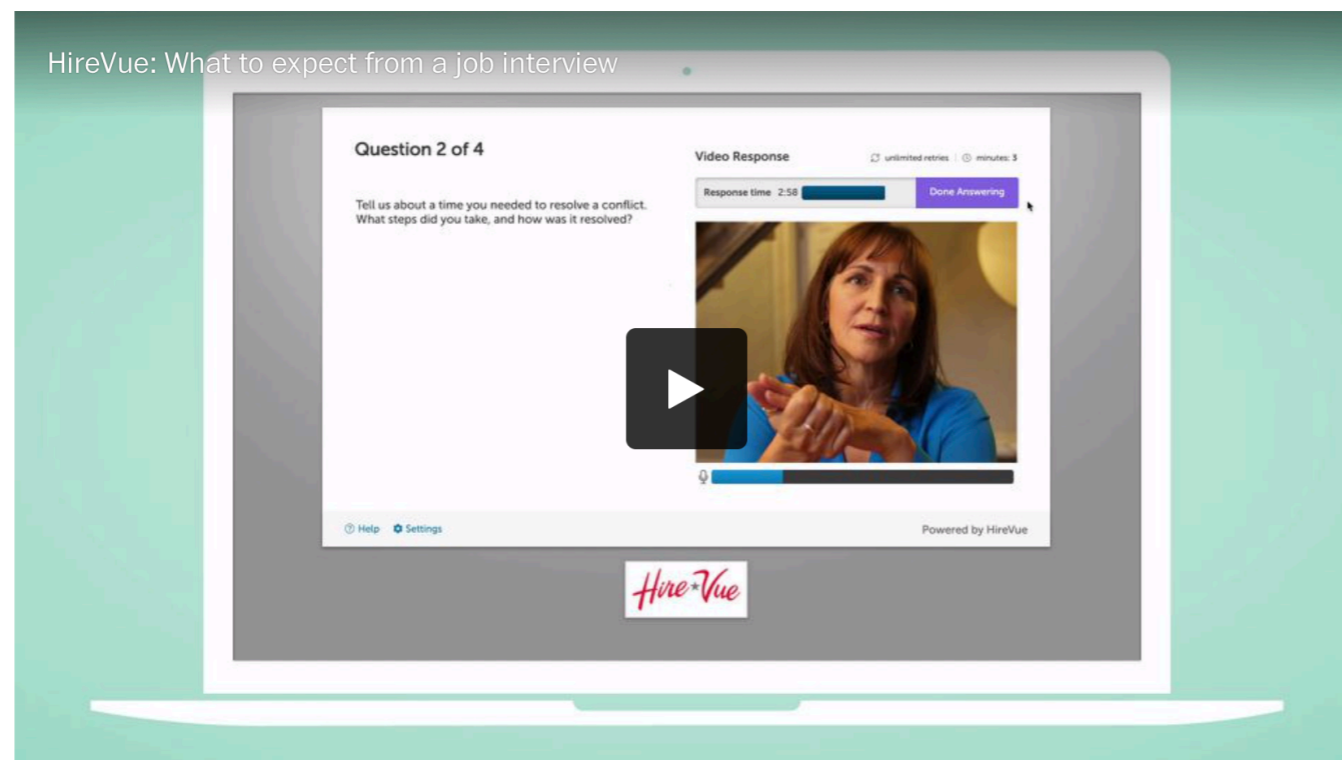 HireVue: What to expect from a job interview
Question 2 of 4
Tell us about a time you needed to resolve a conflict.
What steps did you take, and how was it resolved?
Video Response
unlimited retries | minutes: 3
Response time 2:58
Done Answering
Help Settings
Powered by HireVue
Hire★Vue